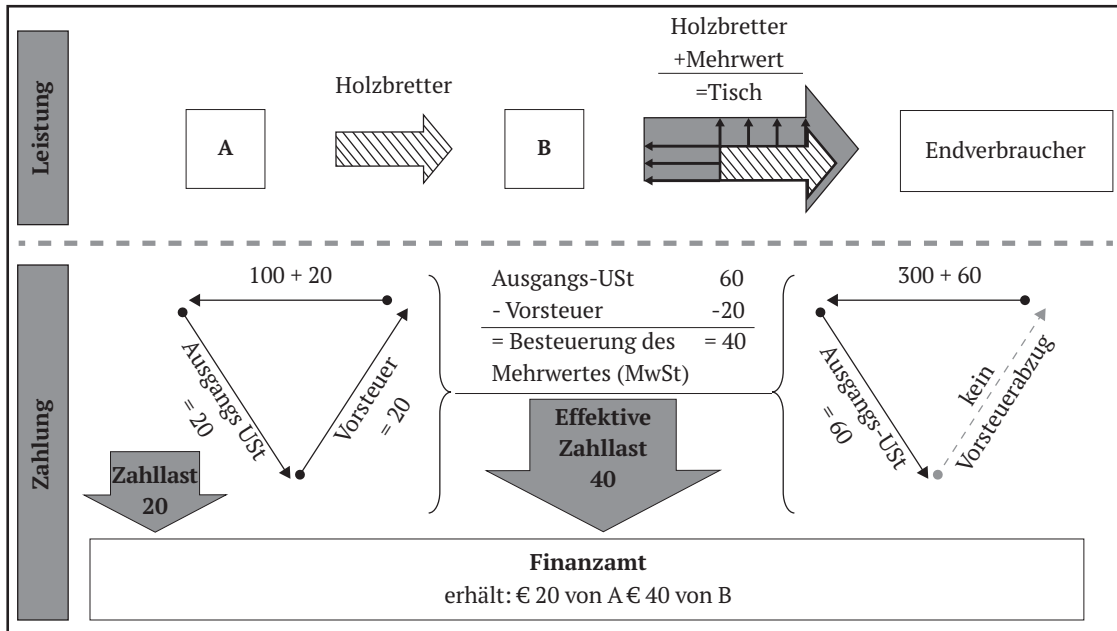 Leistung
Holzbretter
+Mehrwert
=Tisch
Holzbretter
A
B
Endverbraucher
Zahlung
100 + 20
Ausgangs USt
= 20
Vorsteuer
= 20
Zahllast
20
Ausgangs-USt 60
- Vorsteuer -20
= Besteuerung des = 40
Mehrwertes (MwSt)
Effektive
Zahllast
40
300 + 60
Ausgangs-USt
= 60
kein
Vorsteuerabzug
Finanzamt
erhält: € 20 von A € 40 von B